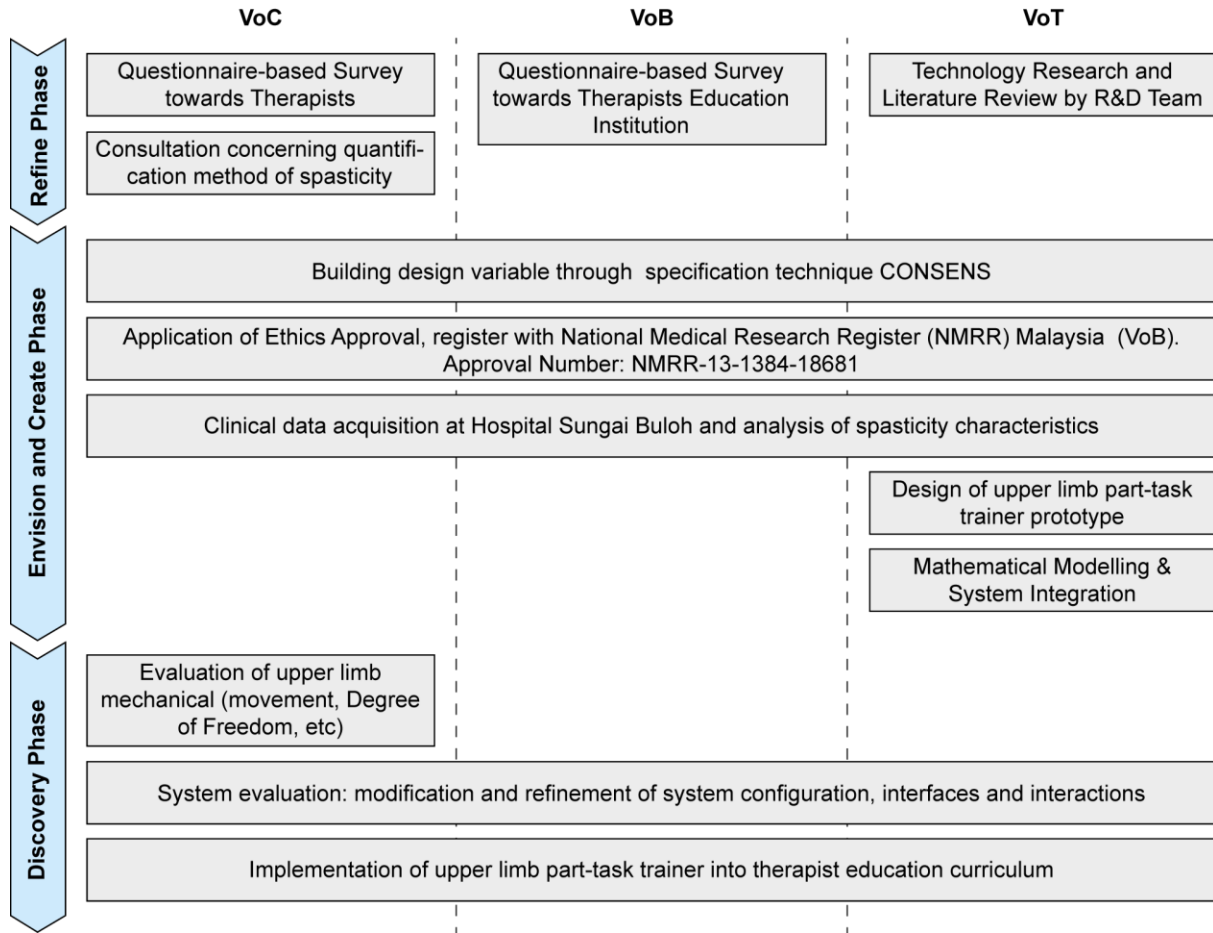 VoC
VoB
VoT
Refine Phase
Questionnaire-based Survey
towards Therapists
Questionnaire-based Survey
towards Therapists Education
Institution
Technology Research and
Literature Review by R&D Team
Consultation concerning quantifi-
cation method of spasticity
Envision and Create Phase
Building design variable through specification technique CONSENS
Application of Ethics Approval, register with National Medical Research Register (NMRR) Malaysia (VoB).
Approval Number: NMRR-13-1384-18681
Clinical data acquisition at Hospital Sungai Buloh and analysis of spasticity characteristics
Design of upper limb part-task
trainer prototype
Mathematical Modelling &
System Integration
Discovery Phase
Evaluation of upper limb
mechanical (movement, Degree
of Freedom, etc)
System evaluation: modification and refinement of system configuration, interfaces and interactions
Implementation of upper limb part-task trainer into therapist education curriculum